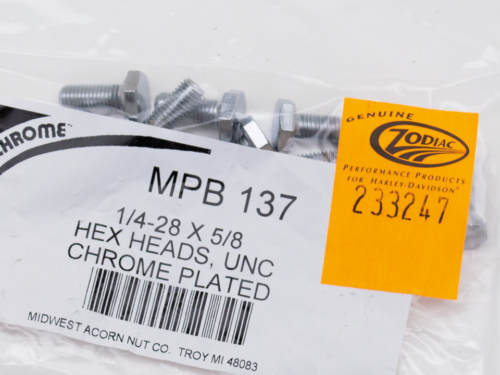 CHROME™
MPB 137
1/4-28 X 5/8
HEX HEADS, UNC
CHROME PLATED
MIDWEST ACORN NUT CO. TROY MI 48083
GENUINE
ZODIAC
PERFORMANCE PRODUCTS
FOR HARLEY-DAVIDSON®
233247